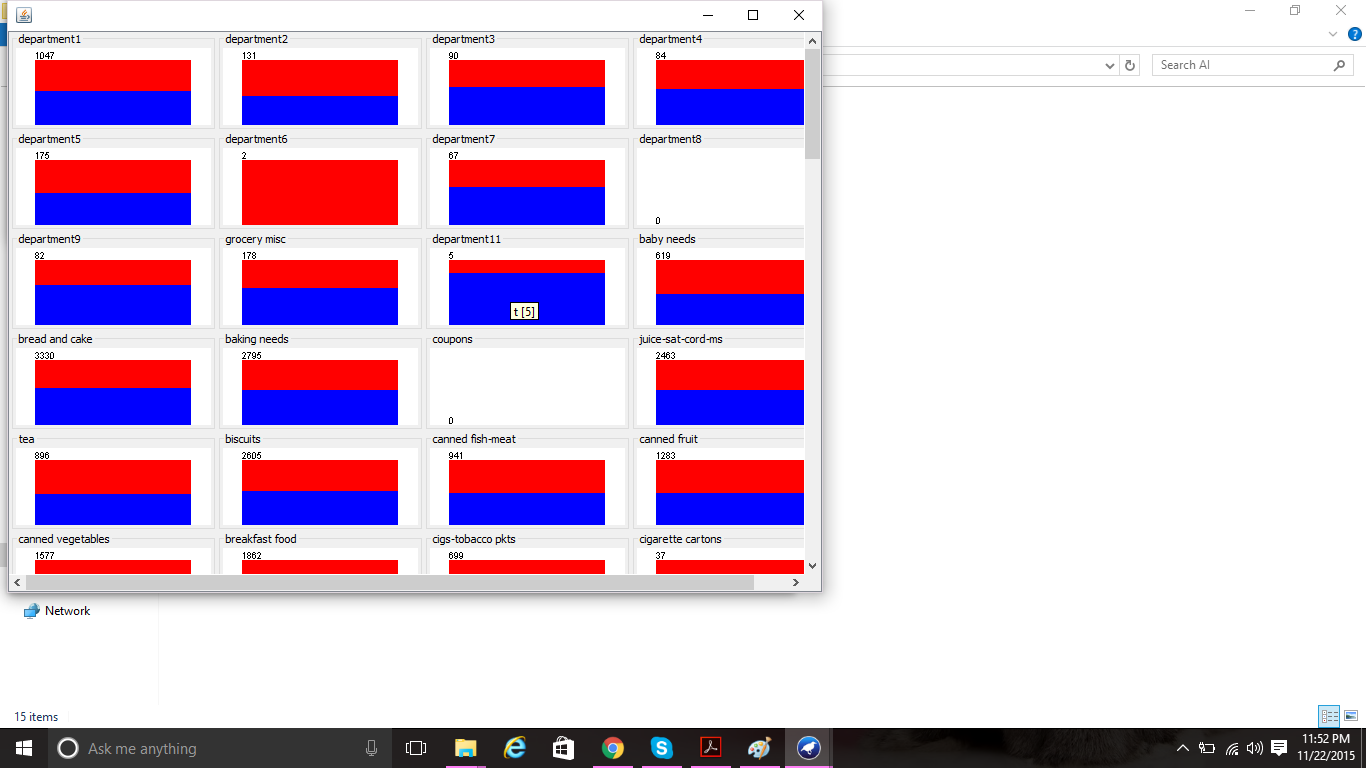 department1 department2 department3 department4
1047 131 90 84
department5 department6 department7 department8
175 2 67
0
department9 grocery misc department11 baby needs
82 178 5 619
t [5]
bread and cake baking needs coupons juice-sat-cord-ms
3330 2795 2463
0
tea biscuits canned fish-meat canned fruit
896 2605 941 1283
canned vegetables breakfast food cigs-tobacco pkts cigarette cartons
1577 1862 699 37
Search AI
Network
15 items
Ask me anything
11:52 PM
11/22/2015